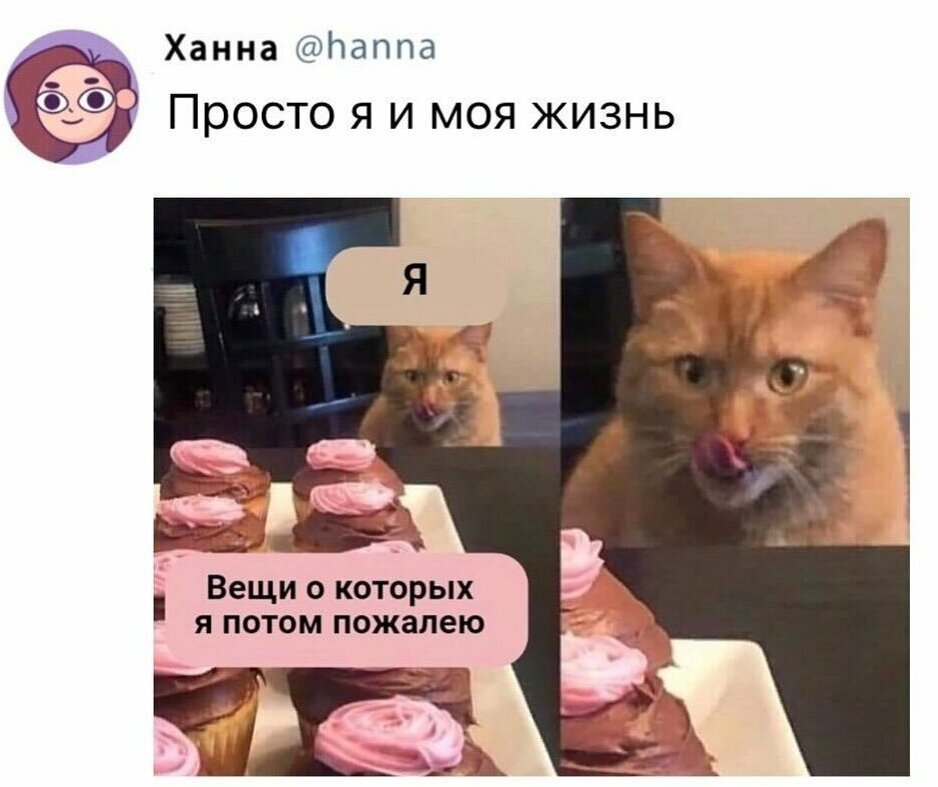 Ханна @hanna
Просто я и моя жизнь
Я
Вещи о которых
я потом пожалею